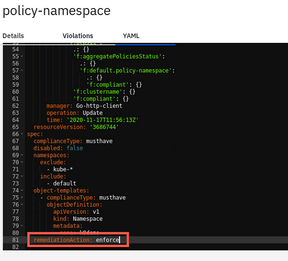 policy-namespace
Details Violations YAML
54 .: {}
55 'f:aggregatePoliciesStatus':
56 .: {}
57 'f:default.policy-namespace':
58 .: {}
59 'f:compliant': {}
60 'f:clustername': {}
61 'f:compliant': {}
62 manager: Go-http-client
63 operation: Update
64 time: '2020-11-17T11:56:13Z'
65 resourceVersion: '3686744'
66 spec:
67 complianceType: musthave
68 disabled: false
69 namespaces:
70 exclude:
71 - kube-*
72 include:
73 - default
74 object-templates:
75 - complianceType: musthave
76 objectDefinition:
77 apiVersion: v1
78 kind: Namespace
79 metadata:
81 remediationAction: enforce
82